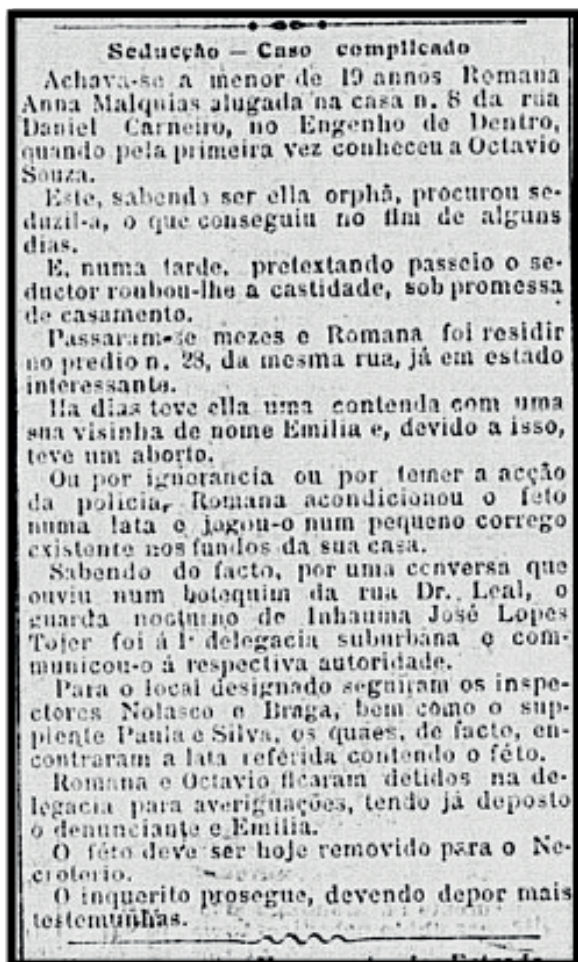 Seducção — Caso complicado
Achava-se a menor de 19 annos Romana
Anna Malquias alugada na casa n. 8 da rua
Daniel Carneiro, no Engenho de Dentro,
quando pela primeira vez conheceu a Octavio
Souza.
Este, sabendo ser ella orphã, procurou se-
duzil-a, o que conseguiu no fim de alguns
dias.
E, numa tarde, pretextando passeio o se-
ductor roubou-lhe a castidade, sob promessa
de casamento.
Passaram-se mezes e Romana foi residir
no predio n. 28, da mesma rua, já em estado
interessante.
Ha dias teve ella uma contenda com uma
sua visinha de nome Emilia e, devido a isso,
teve um aborto.
Ou por ignorancia ou por temer a acção
da policia, Romana acondicionou o feto
numa lata e jogou-o num pequeno corrego
existente nos fundos da sua casa.
Sabendo do facto, por uma conversa que
ouviu num botequim da rua Dr. Leal, o
guarda nocturno de Inhauma José Lopes
Tojer foi á 1ª delegacia suburbana e com-
municou-o á respectiva autoridade.
Para o local designado seguiram os inspe-
ctores Nolasco e Braga, bem como o sup-
plente Paula e Silva, os quaes, de facto, en-
contraram a lata referida contendo o féto.
Romana e Octavio ficaram detidos na de-
legacia para averiguações, tendo já deposto
o denunciante e Emilia.
O féto deve ser hoje removido para o Ne-
croterio.
O inquerito prosegue, devendo depor mais
testemunhas.